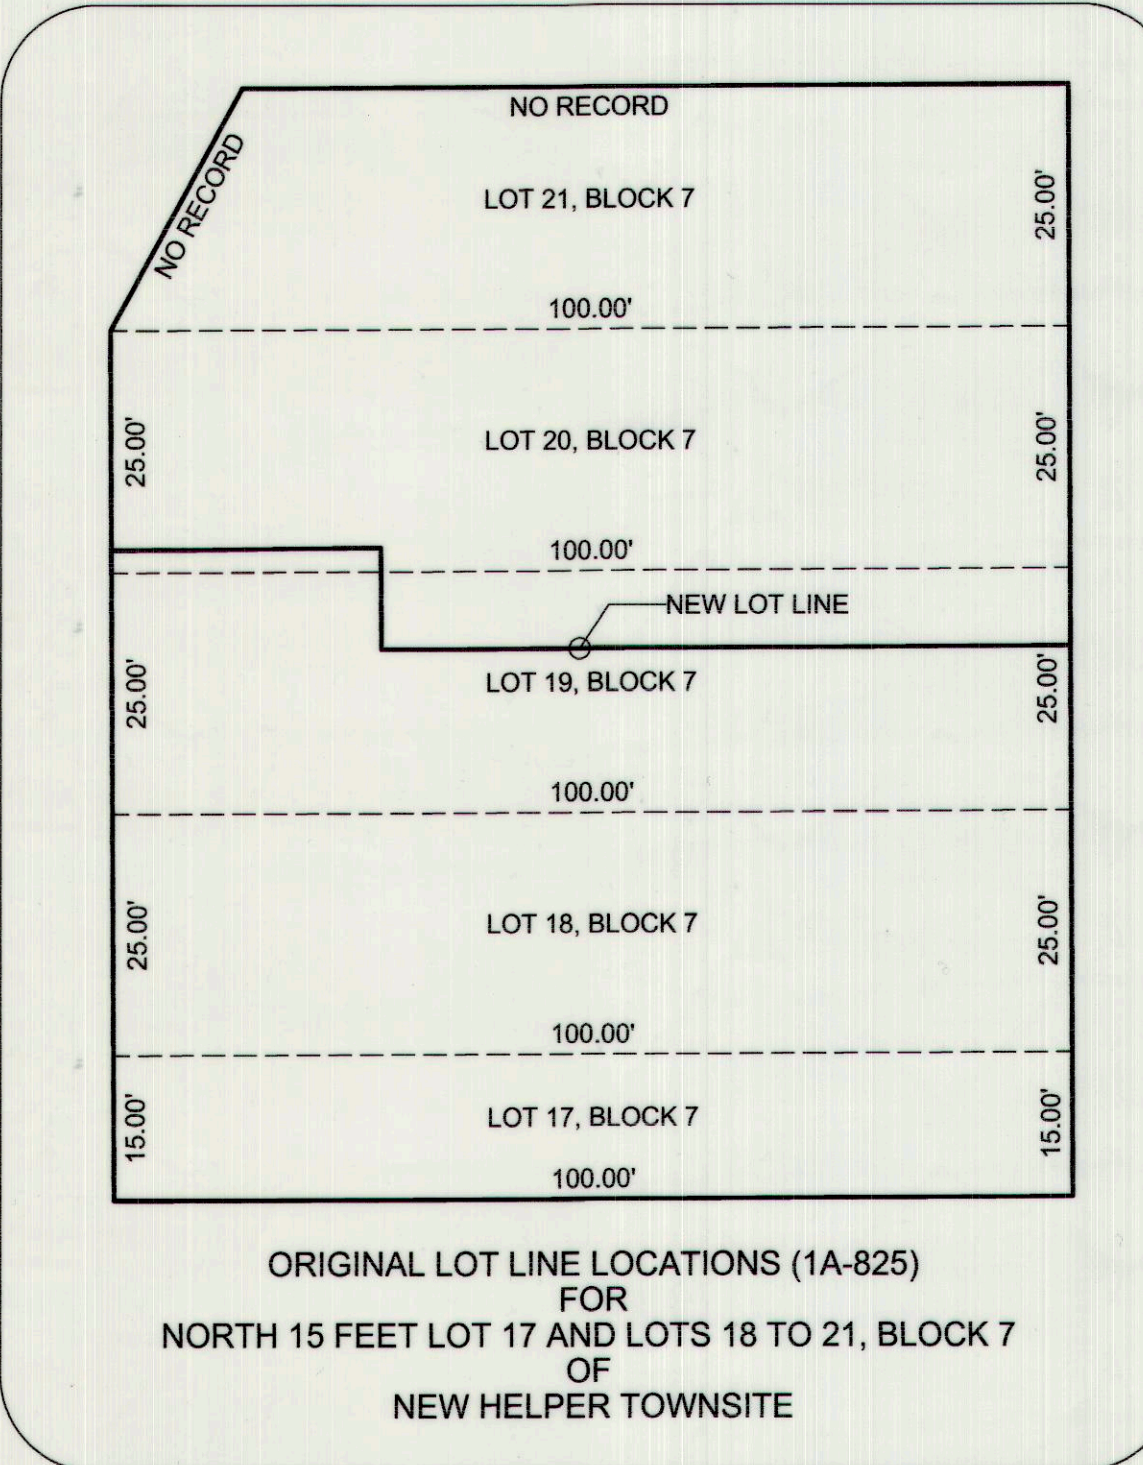 NO RECORD
NO RECORD
LOT 21, BLOCK 7
25.00'
100.00'
25.00'
LOT 20, BLOCK 7
25.00'
100.00'
NEW LOT LINE
25.00'
LOT 19, BLOCK 7
25.00'
100.00'
25.00'
LOT 18, BLOCK 7
25.00'
100.00'
15.00'
LOT 17, BLOCK 7
15.00'
100.00'
ORIGINAL LOT LINE LOCATIONS (1A-825)
FOR
NORTH 15 FEET LOT 17 AND LOTS 18 TO 21, BLOCK 7
OF
NEW HELPER TOWNSITE